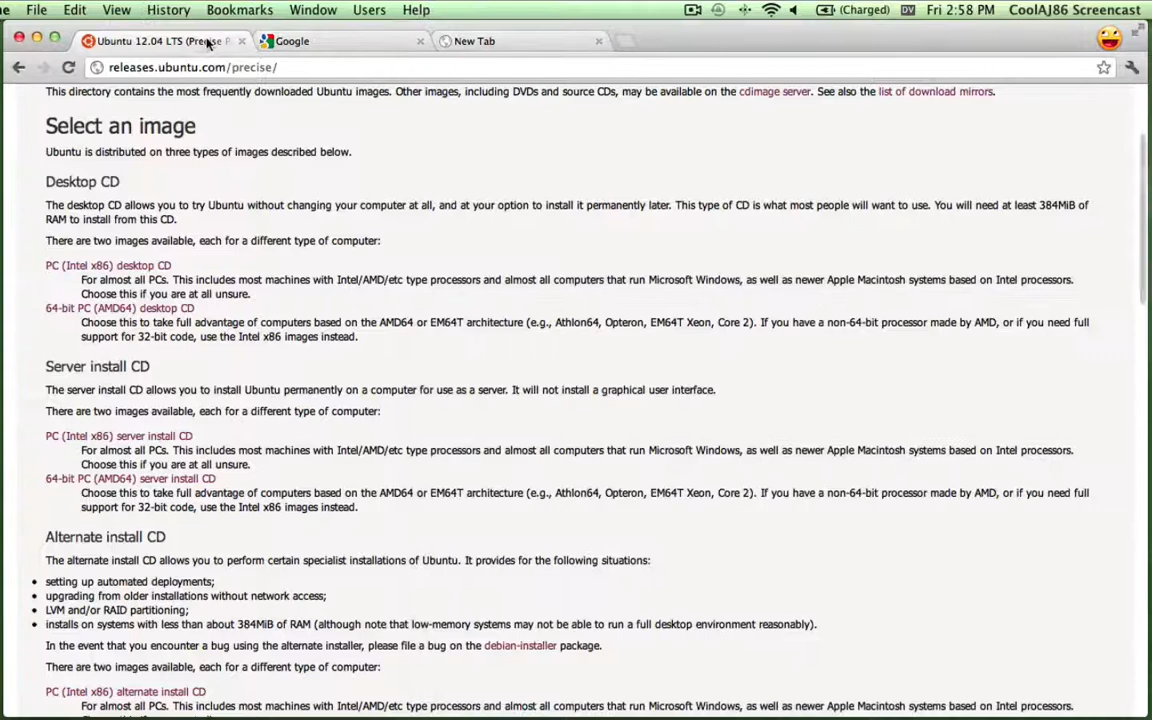 File Edit View History Bookmarks Window Users Help (Charged) DV Fri 2:58 PM CoolAJ86 Screencast
Ubuntu 12.04 LTS (Precise P Google New Tab
releases.ubuntu.com/precise/
This directory contains the most frequently downloaded Ubuntu images. Other images, including DVDs and source CDs, may be available on the cdimage server. See also the list of download mirrors.
Select an image
Ubuntu is distributed on three types of images described below.
Desktop CD
The desktop CD allows you to try Ubuntu without changing your computer at all, and at your option to install it permanently later. This type of CD is what most people will want to use. You will need at least 384MiB of
RAM to install from this CD.
There are two images available, each for a different type of computer:
PC (Intel x86) desktop CD
For almost all PCs. This includes most machines with Intel/AMD/etc type processors and almost all computers that run Microsoft Windows, as well as newer Apple Macintosh systems based on Intel processors.
Choose this if you are at all unsure.
64-bit PC (AMD64) desktop CD
Choose this to take full advantage of computers based on the AMD64 or EM64T architecture (e.g., Athlon64, Opteron, EM64T Xeon, Core 2). If you have a non-64-bit processor made by AMD, or if you need full
support for 32-bit code, use the Intel x86 images instead.
Server install CD
The server install CD allows you to install Ubuntu permanently on a computer for use as a server. It will not install a graphical user interface.
There are two images available, each for a different type of computer:
PC (Intel x86) server install CD
For almost all PCs. This includes most machines with Intel/AMD/etc type processors and almost all computers that run Microsoft Windows, as well as newer Apple Macintosh systems based on Intel processors.
Choose this if you are at all unsure.
64-bit PC (AMD64) server install CD
Choose this to take full advantage of computers based on the AMD64 or EM64T architecture (e.g., Athlon64, Opteron, EM64T Xeon, Core 2). If you have a non-64-bit processor made by AMD, or if you need full
support for 32-bit code, use the Intel x86 images instead.
Alternate install CD
The alternate install CD allows you to perform certain specialist installations of Ubuntu. It provides for the following situations:
setting up automated deployments;
upgrading from older installations without network access;
LVM and/or RAID partitioning;
installs on systems with less than about 384MiB of RAM (although note that low-memory systems may not be able to run a full desktop environment reasonably).
In the event that you encounter a bug using the alternate installer, please file a bug on the debian-installer package.
There are two images available, each for a different type of computer:
PC (Intel x86) alternate install CD
For almost all PCs. This includes most machines with Intel/AMD/etc type processors and almost all computers that run Microsoft Windows, as well as newer Apple Macintosh systems based on Intel processors.